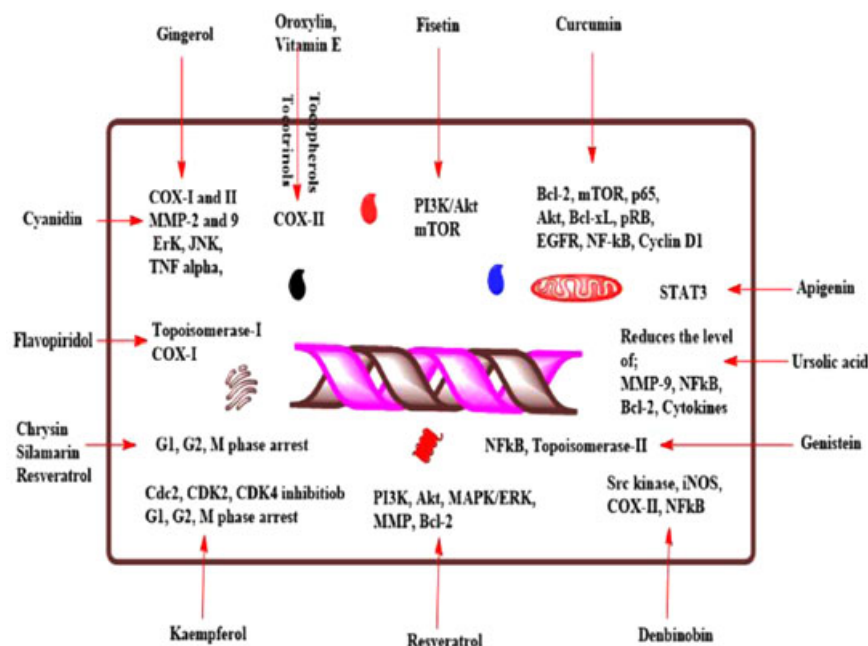 Gingerol
Oroxylin,
Vitamin E
Fisetin
Curcumin
Tocotrinols
Tocopherols
Cyanidin
COX-I and II
MMP-2 and 9
ErK, JNK,
TNF alpha,
COX-II
PI3K/Akt
mTOR
Bcl-2, mTOR, p65,
Akt, Bcl-xL, pRB,
EGFR, NF-kB, Cyclin D1
STAT3
Apigenin
Flavopiridol
Topoisomerase-I
COX-I
Reduces the level
of;
MMP-9, NFkB,
Bcl-2, Cytokines
Ursolic acid
Chrysin
Silamarin
Resveratrol
G1, G2, M phase arrest
NFkB, Topoisomerase-II
Genistein
Cdc2, CDK2, CDK4 inhibitiob
G1, G2, M phase arrest
PI3K, Akt, MAPK/ERK,
MMP, Bcl-2
Src kinase, iNOS,
COX-II, NFkB
Kaempferol
Resveratrol
Denbinobin